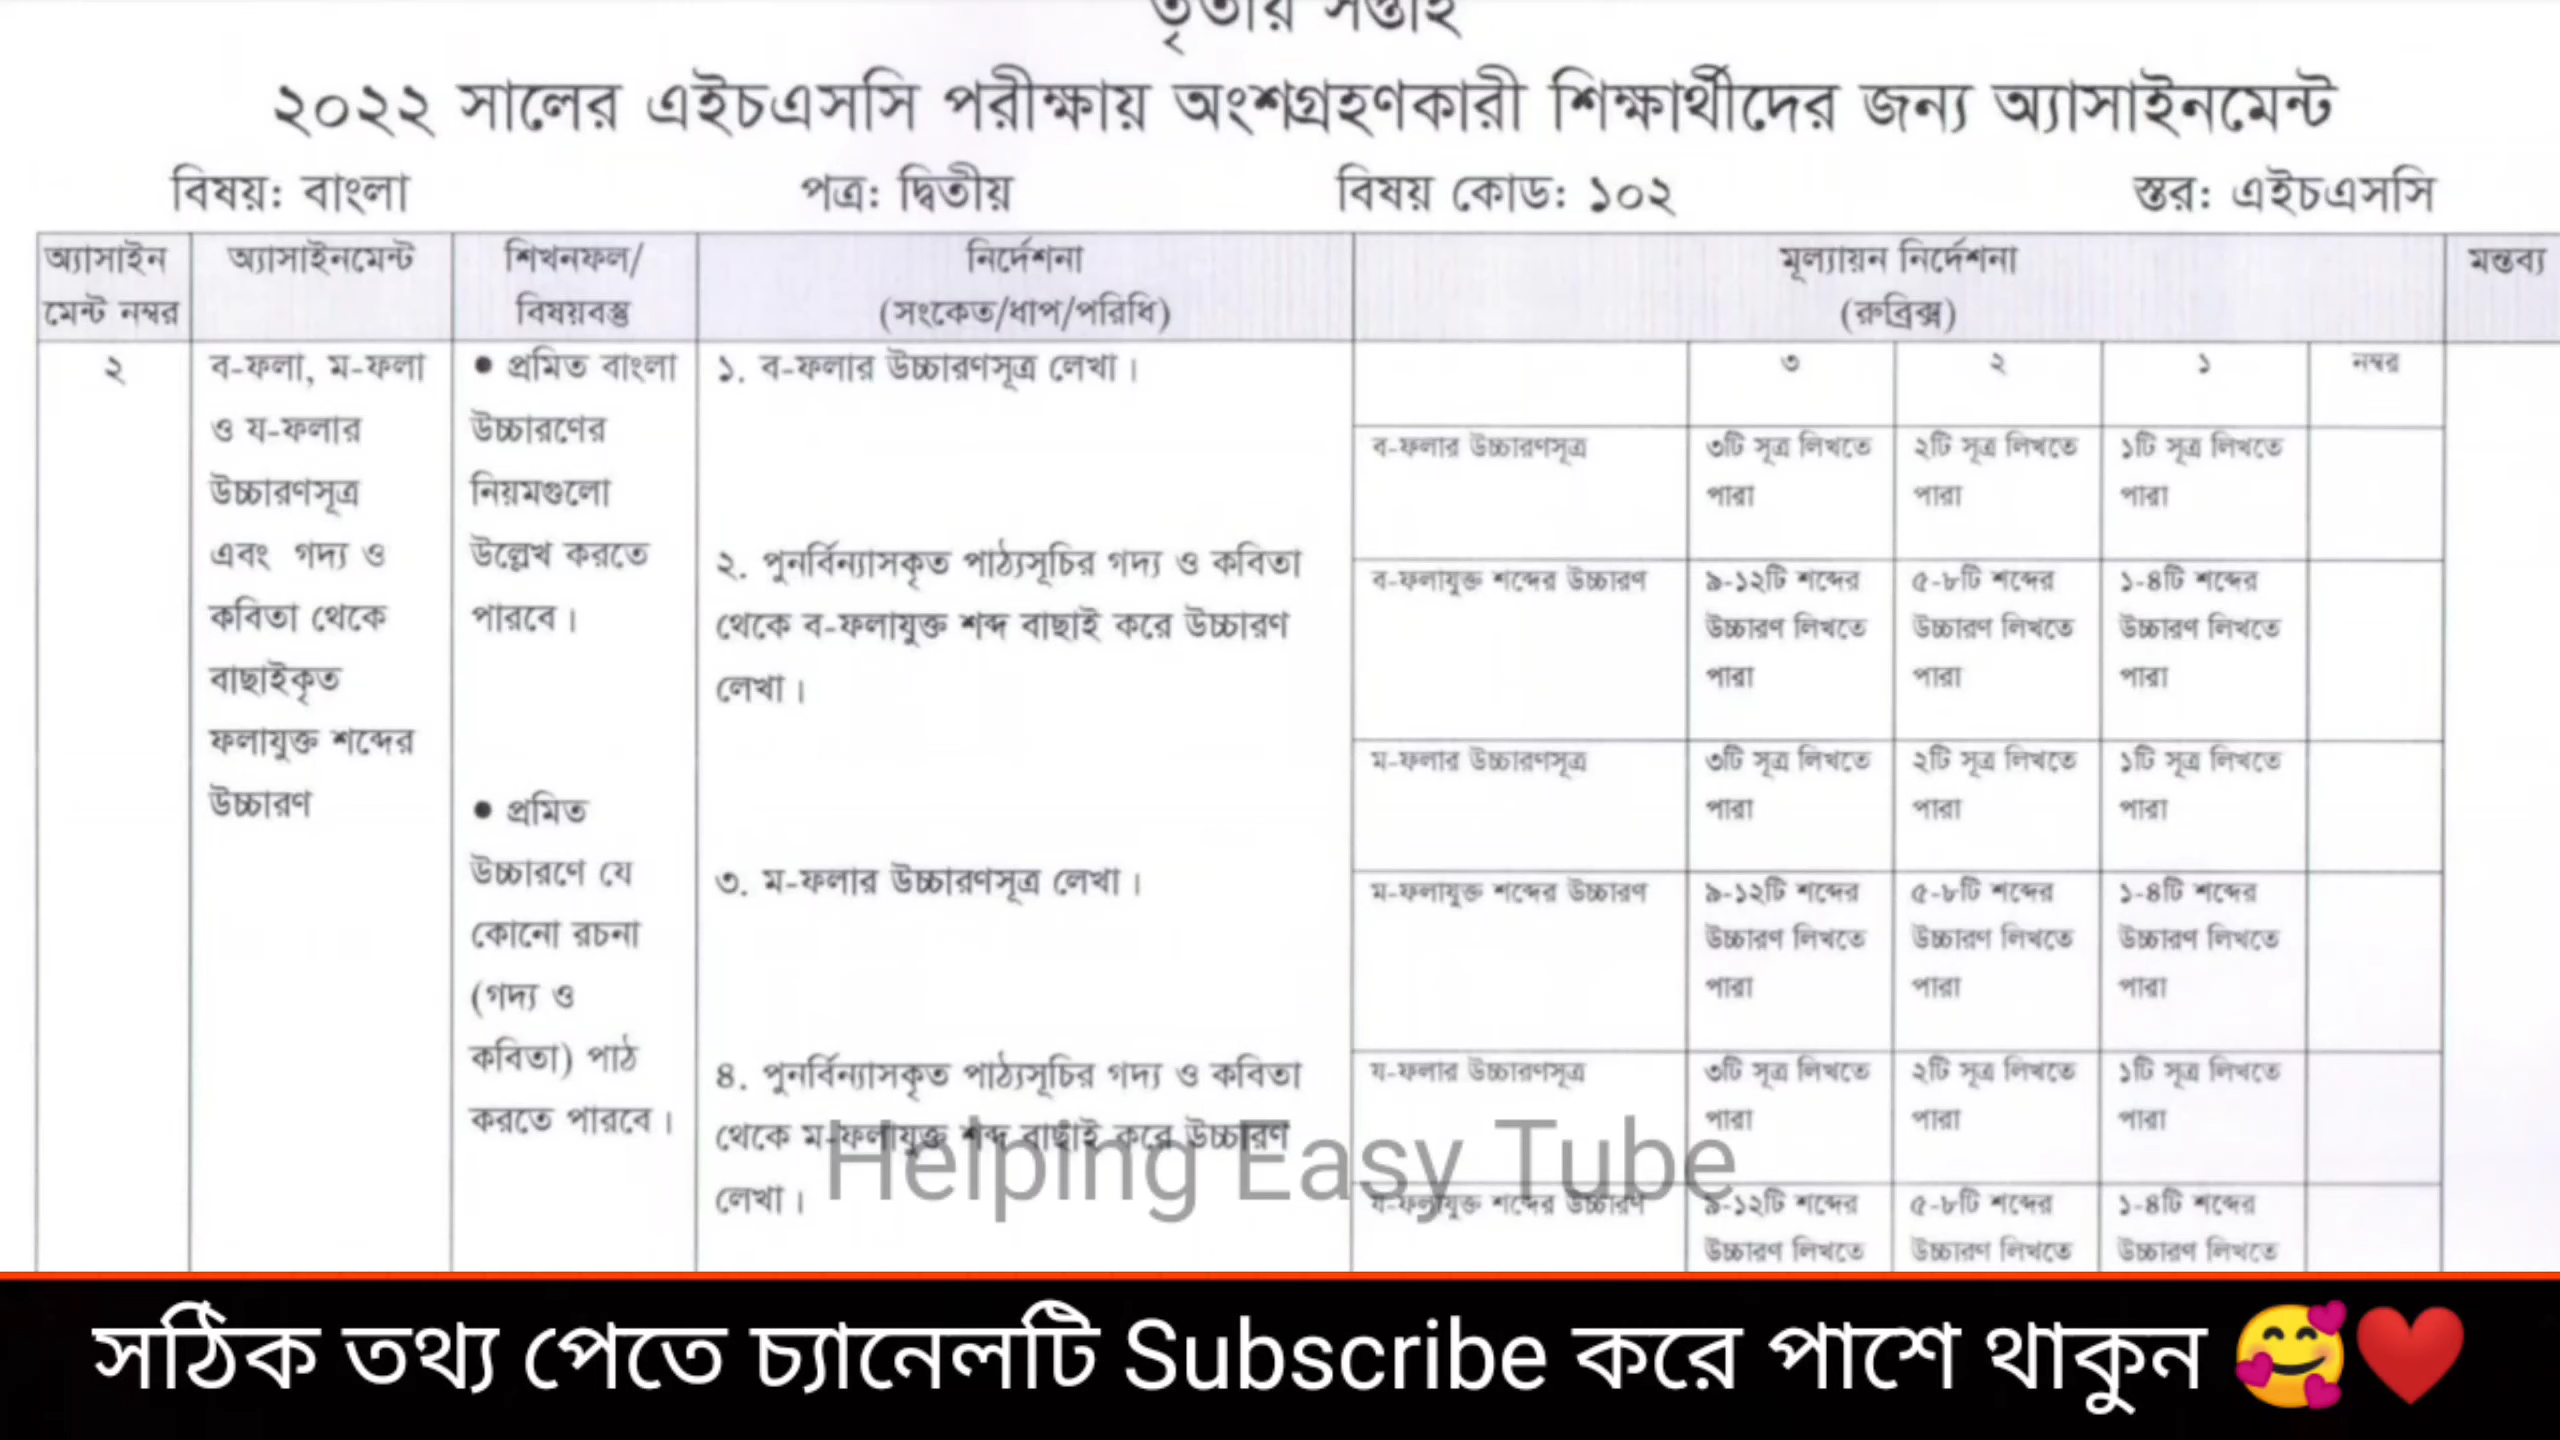 তৃতীয় সপ্তাহ
২০২২ সালের এইচএসসি পরীক্ষায় অংশগ্রহণকারী শিক্ষার্থীদের জন্য অ্যাসাইনমেন্ট
বিষয়: বাংলা পত্র: দ্বিতীয় বিষয় কোড: ১০২ স্তর: এইচএসসি
অ্যাসাইন
মেন্ট নম্বর
অ্যাসাইনমেন্ট
শিখনফল/
বিষয়বস্তু
নির্দেশনা
(সংকেত/ধাপ/পরিধি)
মূল্যায়ন নির্দেশনা
(রুব্রিক্স)
মন্তব্য
২
ব-ফলা, ম-ফলা
ও য-ফলার
উচ্চারণসূত্র
এবং গদ্য ও
কবিতা থেকে
বাছাইকৃত
ফলাযুক্ত শব্দের
উচ্চারণ
● প্রমিত বাংলা
উচ্চারণের
নিয়মগুলো
উল্লেখ করতে
পারবে।
● প্রমিত
উচ্চারণে যে
কোনো রচনা
(গদ্য ও
কবিতা) পাঠ
করতে পারবে।
১. ব-ফলার উচ্চারণসূত্র লেখা।
২. পুনর্বিন্যাসকৃত পাঠ্যসূচির গদ্য ও কবিতা
থেকে ব-ফলাযুক্ত শব্দ বাছাই করে উচ্চারণ
লেখা।
৩. ম-ফলার উচ্চারণসূত্র লেখা।
৪. পুনর্বিন্যাসকৃত পাঠ্যসূচির গদ্য ও কবিতা
থেকে ম-ফলাযুক্ত শব্দ বাছাই করে উচ্চারণ
লেখা।
৩ ২ ১ নম্বর
ব-ফলার উচ্চারণসূত্র
৩টি সূত্র লিখতে
পারা
২টি সূত্র লিখতে
পারা
১টি সূত্র লিখতে
পারা
ব-ফলাযুক্ত শব্দের উচ্চারণ
৯-১২টি শব্দের
উচ্চারণ লিখতে
পারা
৫-৮টি শব্দের
উচ্চারণ লিখতে
পারা
১-৪টি শব্দের
উচ্চারণ লিখতে
পারা
ম-ফলার উচ্চারণসূত্র
৩টি সূত্র লিখতে
পারা
২টি সূত্র লিখতে
পারা
১টি সূত্র লিখতে
পারা
ম-ফলাযুক্ত শব্দের উচ্চারণ
৯-১২টি শব্দের
উচ্চারণ লিখতে
পারা
৫-৮টি শব্দের
উচ্চারণ লিখতে
পারা
১-৪টি শব্দের
উচ্চারণ লিখতে
পারা
য-ফলার উচ্চারণসূত্র
৩টি সূত্র লিখতে
পারা
২টি সূত্র লিখতে
পারা
১টি সূত্র লিখতে
পারা
য-ফলাযুক্ত শব্দের উচ্চারণ
৯-১২টি শব্দের
উচ্চারণ লিখতে
৫-৮টি শব্দের
উচ্চারণ লিখতে
১-৪টি শব্দের
উচ্চারণ লিখতে
Helping Easy Tube
সঠিক তথ্য পেতে চ্যানেলটি Subscribe করে পাশে থাকুন 🥰❤️